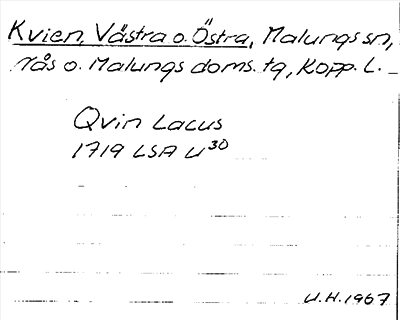 Kvien, Västra o. Östra, Malungs sn,
Nås o. Malungs doms. tg, Kopp. L.
Qvin Lacus
1719 LSA U30
U.H. 1967